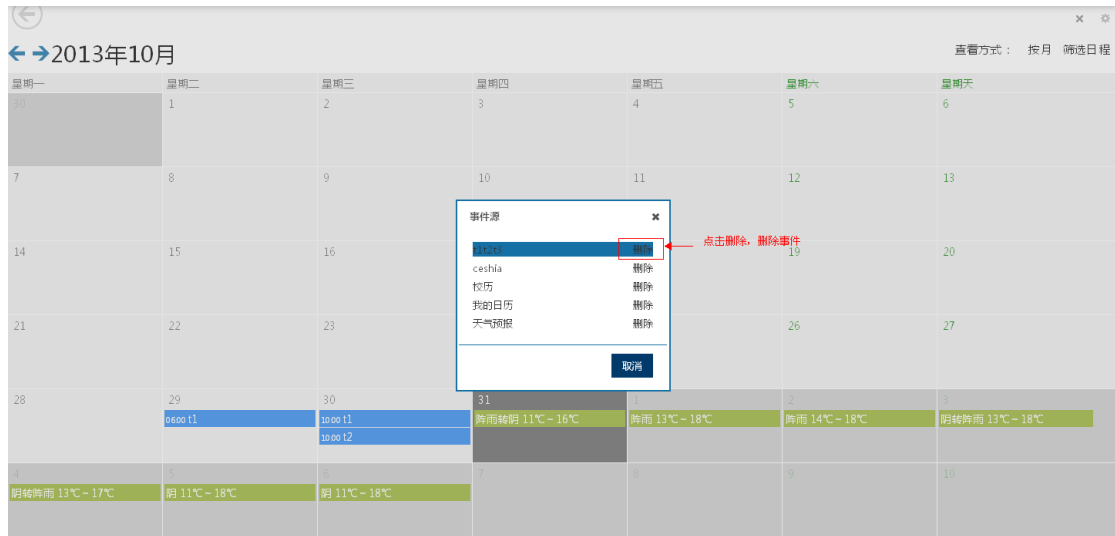 2013年10月
查看方式： 按月 筛选日程
星期一 星期二 星期三 星期四 星期五 星期六 星期天
30 1 2 3 4 5 6
7 8 9 10 11 12 13
事件源
14 15 16 19 20
t1t2t3 删除
点击删除，删除事件
ceshia 删除
校历 删除
我的日历 删除
天气预报 删除
21 22 23 26 27
取消
28 29 30 31 1 2 3
06:00 t1 10:00 t1 阵雨转阴 11℃~16℃ 阵雨 13℃~18℃ 阵雨 14℃~18℃ 阴转阵雨 13℃~18℃
10:00 t2
4 5 6 7 8 9 10
阴转阵雨 13℃~17℃ 阴 11℃~18℃ 阴 11℃~18℃